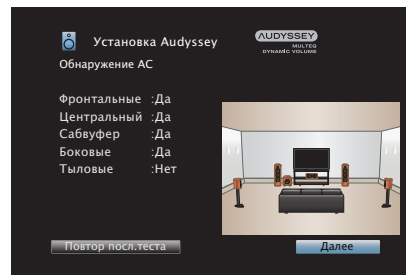 Установка Audyssey
AUDYSSEY
MULTEQ
DYNAMIC VOLUME
Обнаружение АС
Фронтальные :Да
Центральный :Да
Сабвуфер :Да
Боковые :Да
Тыловые :Нет
Повтор посл.теста
Далее